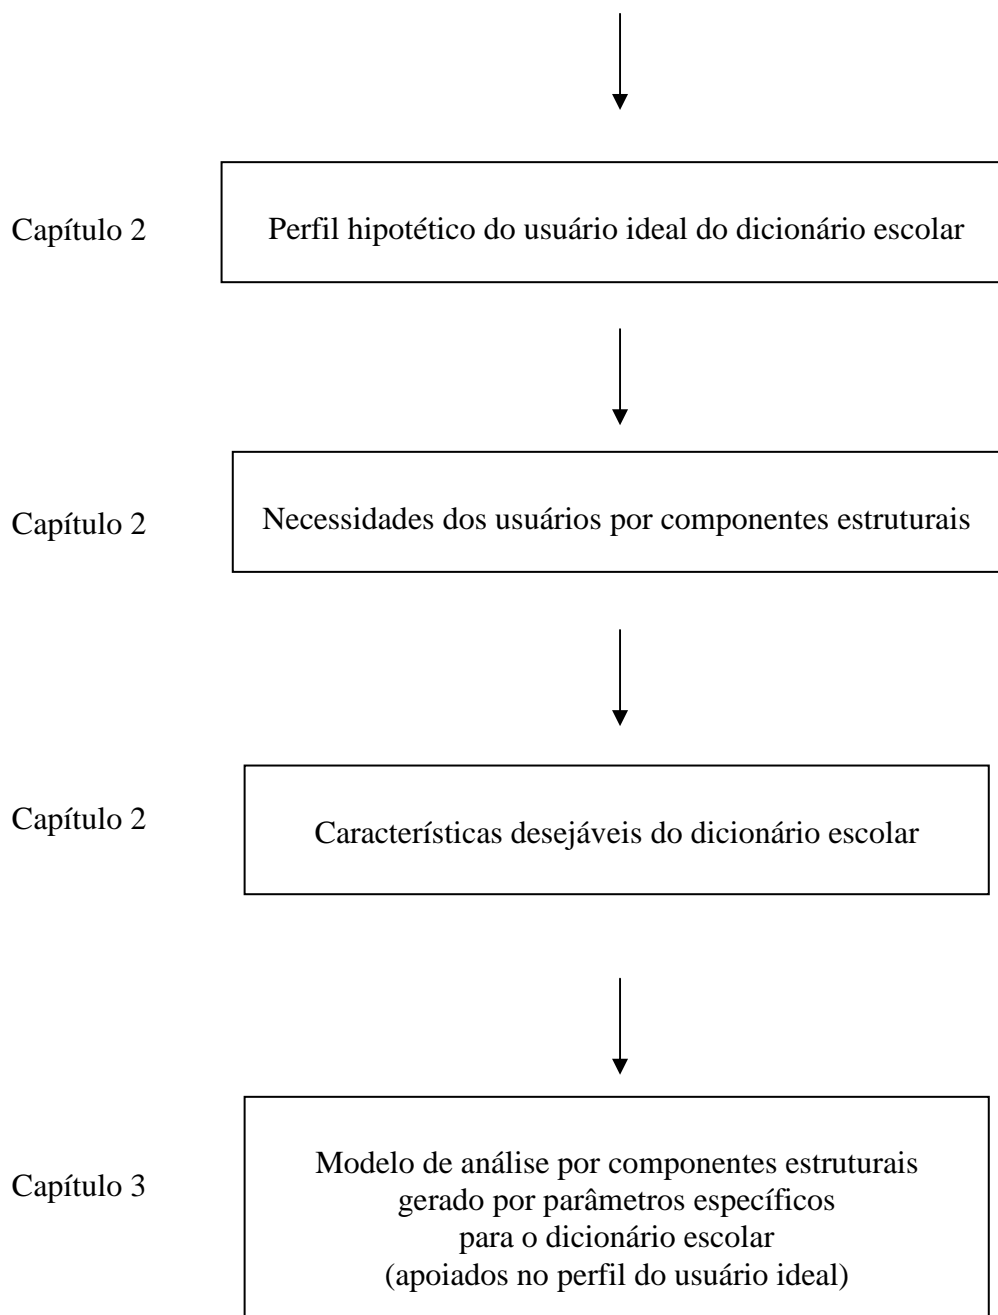 Capítulo 2
Perfil hipotético do usuário ideal do dicionário escolar
Capítulo 2
Necessidades dos usuários por componentes estruturais
Capítulo 2
Características desejáveis do dicionário escolar
Capítulo 3
Modelo de análise por componentes estruturais
gerado por parâmetros específicos
para o dicionário escolar
(apoiados no perfil do usuário ideal)